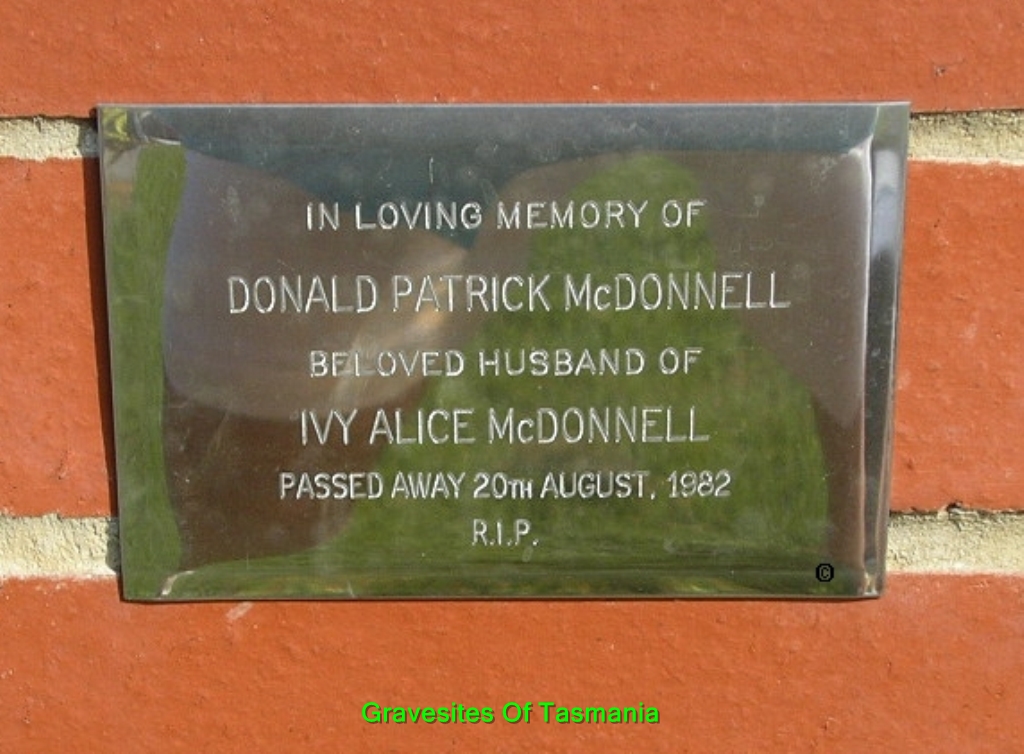 IN LOVING MEMORY OF
DONALD PATRICK McDONNELL
BELOVED HUSBAND OF
IVY ALICE McDONNELL
PASSED AWAY 20TH AUGUST, 1982
R.I.P.
©
Gravesites Of Tasmania